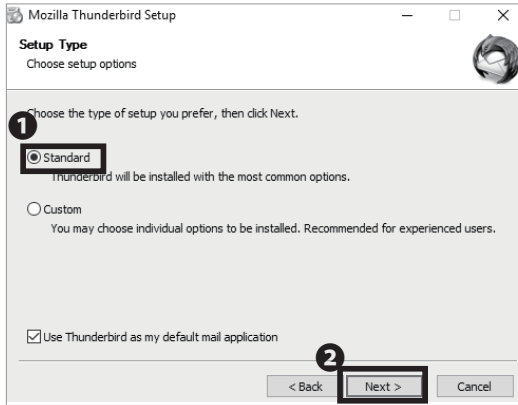 Mozilla Thunderbird Setup
Setup Type
Choose setup options
Choose the type of setup you prefer, then click Next.
1
Standard
Thunderbird will be installed with the most common options.
Custom
You may choose individual options to be installed. Recommended for experienced users.
Use Thunderbird as my default mail application
2
< Back Next > Cancel